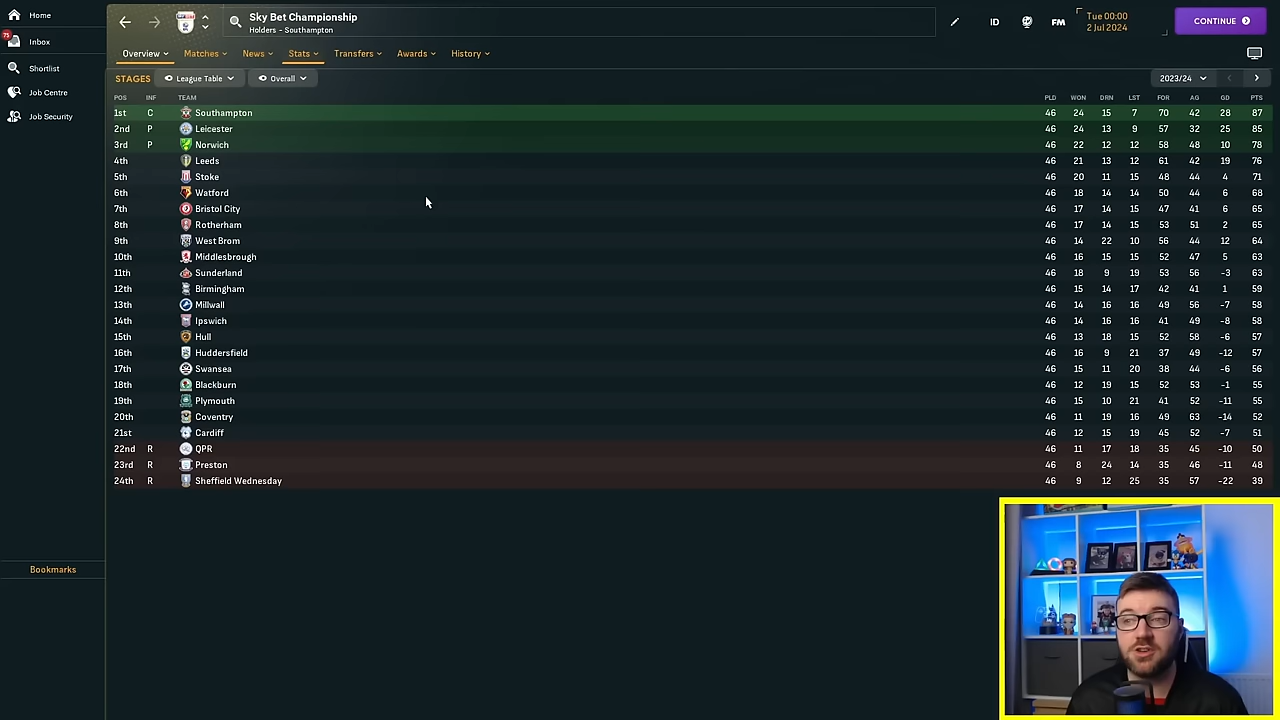 Home
Inbox
75
Shortlist
Job Centre
Job Security
Bookmarks
Sky Bet Championship
Holders - Southampton
ID
FM
Tue 00:00
2 Jul 2024
CONTINUE
Overview Matches News Stats Transfers Awards History
STAGES League Table Overall 2023/24
POS INF TEAM PLD WON DRN LST FOR AG GD PTS
1st C Southampton 46 24 15 7 70 42 28 87
2nd P Leicester 46 24 13 9 57 32 25 85
3rd P Norwich 46 22 12 12 58 48 10 78
4th Leeds 46 21 13 12 61 42 19 76
5th Stoke 46 20 11 15 48 44 4 71
6th Watford 46 18 14 14 50 44 6 68
7th Bristol City 46 17 14 15 47 41 6 65
8th Rotherham 46 17 14 15 53 51 2 65
9th West Brom 46 14 22 10 56 44 12 64
10th Middlesbrough 46 16 15 15 52 47 5 63
11th Sunderland 46 18 9 19 53 56 -3 63
12th Birmingham 46 15 14 17 42 41 1 59
13th Millwall 46 14 16 16 49 56 -7 58
14th Ipswich 46 14 16 16 41 49 -8 58
15th Hull 46 13 18 15 52 58 -6 57
16th Huddersfield 46 16 9 21 37 49 -12 57
17th Swansea 46 15 11 20 38 44 -6 56
18th Blackburn 46 12 19 15 52 53 -1 55
19th Plymouth 46 15 10 21 41 52 -11 55
20th Coventry 46 11 19 16 49 63 -14 52
21st Cardiff 46 12 15 19 45 52 -7 51
22nd R QPR 46 11 17 18 35 45 -10 50
23rd R Preston 46 8 24 14 35 46 -11 48
24th R Sheffield Wednesday 46 9 12 25 35 57 -22 39